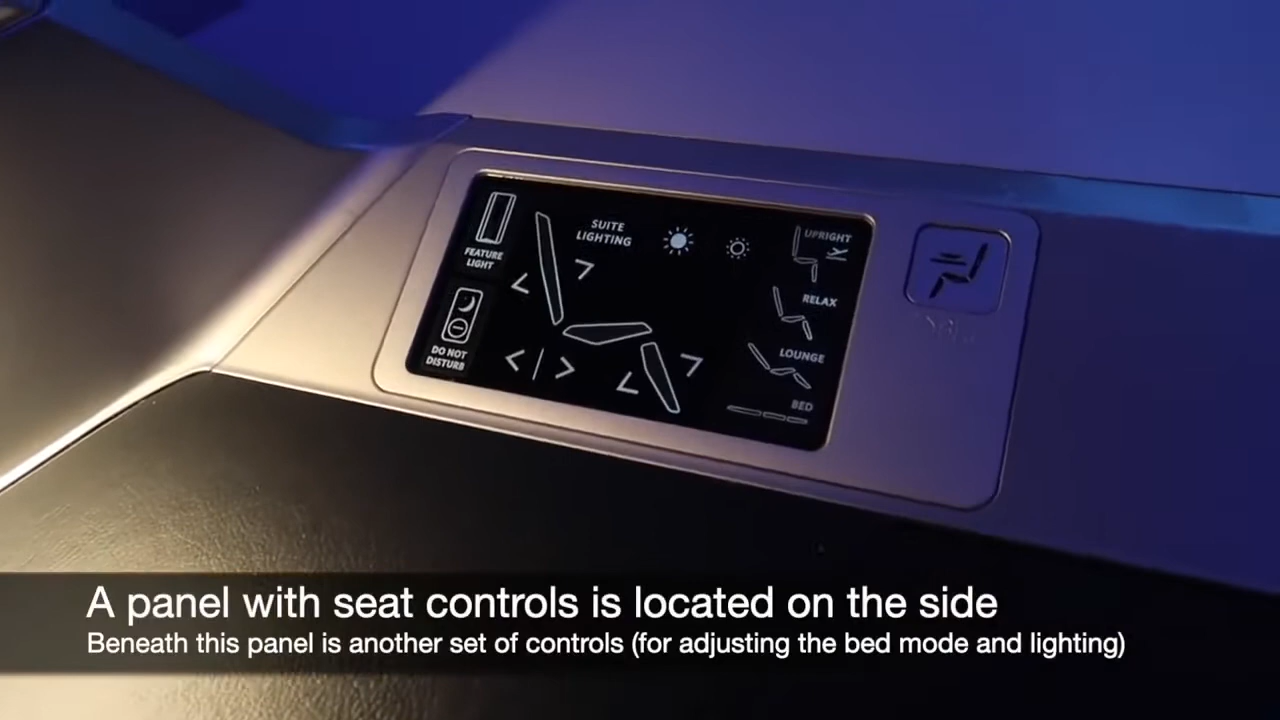 FEATURE
LIGHT
DO NOT
DISTURB
SUITE
LIGHTING
UPRIGHT
RELAX
LOUNGE
BED
A panel with seat controls is located on the side
Beneath this panel is another set of controls (for adjusting the bed mode and lighting)